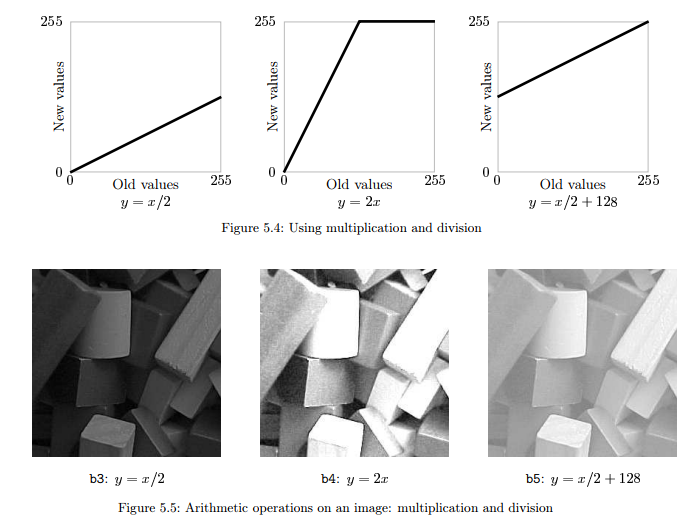 255 255 255
New values New values New values
0 0 0
0 255 0 255 0 255
Old values Old values Old values
y = x/2 y = 2x y = x/2 + 128
Figure 5.4: Using multiplication and division
b3: y = x/2 b4: y = 2x b5: y = x/2 + 128
Figure 5.5: Arithmetic operations on an image: multiplication and division